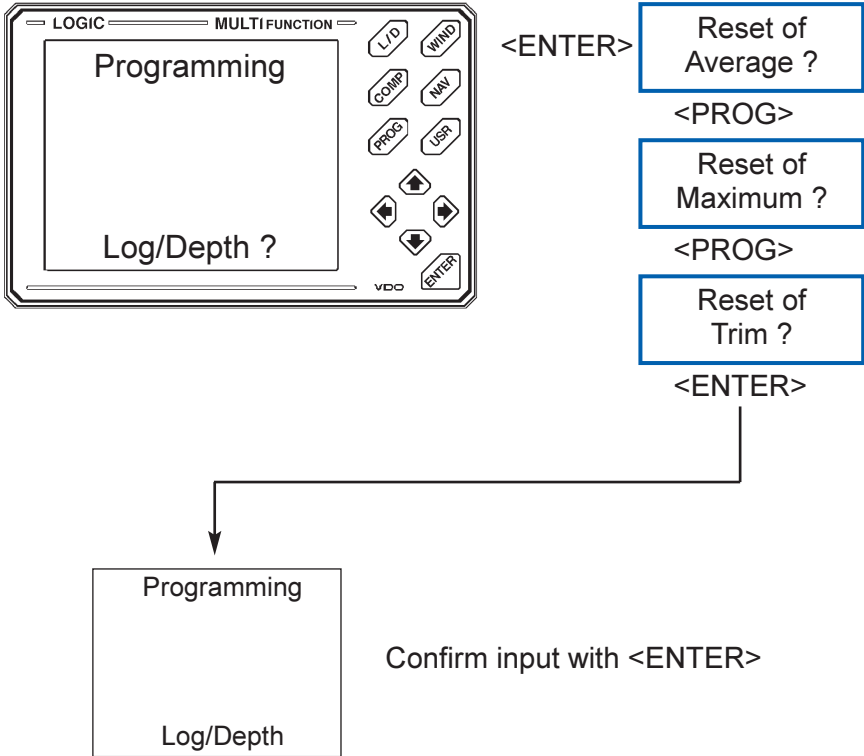 LOGIC MULTIFUNCTION
Programming
Log/Depth ?
L/D
WIND
COMP
NAV
PROG
USR
ENTER
VDO
<ENTER>
Reset of
Average ?
<PROG>
Reset of
Maximum ?
<PROG>
Reset of
Trim ?
<ENTER>
Programming
Log/Depth
Confirm input with <ENTER>